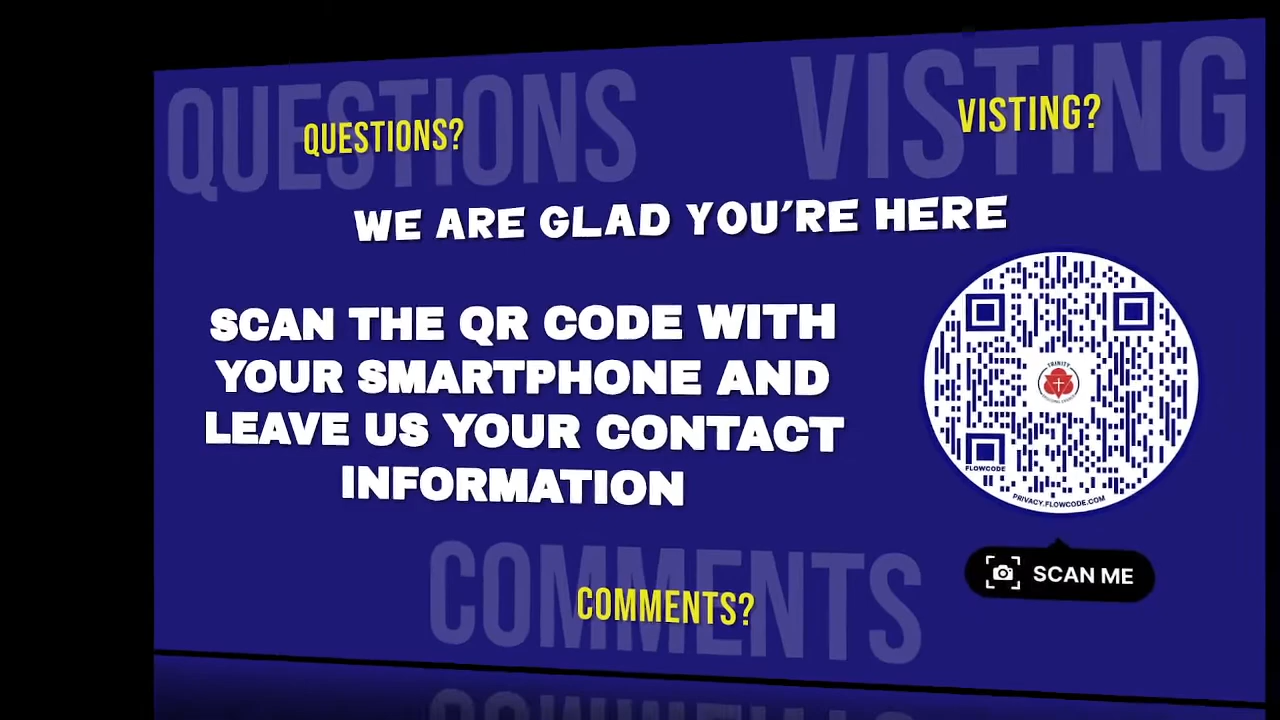 QUESTIONS
VISTING
QUESTIONS?
VISTING?
WE ARE GLAD YOU'RE HERE
SCAN THE QR CODE WITH
YOUR SMARTPHONE AND
LEAVE US YOUR CONTACT
INFORMATION
TRINITY
FLOWCODE
PRIVACY.FLOWCODE.COM
SCAN ME
COMMENTS
COMMENTS?